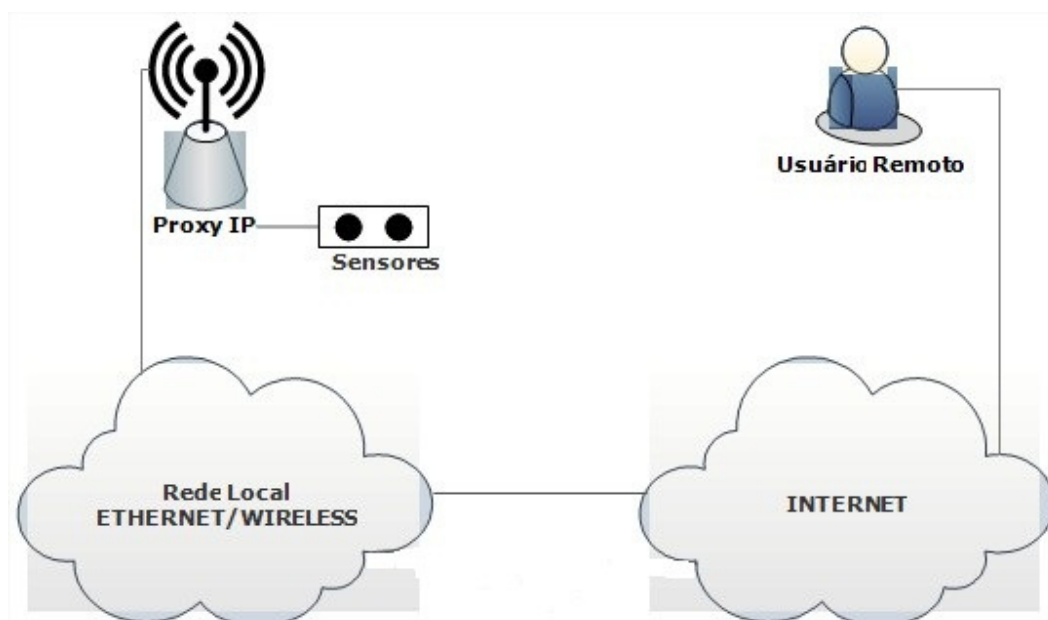 Usuário Remoto
Proxy IP
Sensores
Rede Local
ETHERNET/WIRELESS
INTERNET